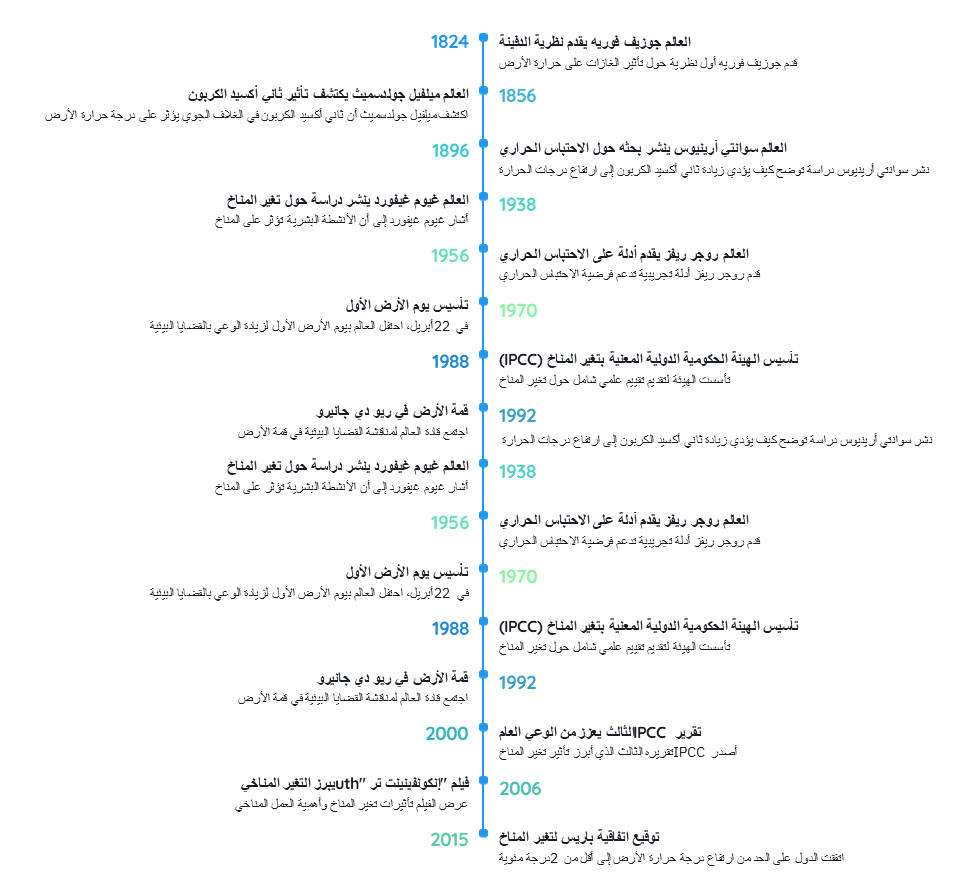 1824
العالم جوزيف فوريه يقدم نظرية الدفيئة
قدم جوزيف فوريه أول نظرية حول تأثير الغازات على حرارة الأرض
1856
العالم ميلفيل جولدسميث يكتشف تأثير ثاني أكسيد الكربون
اكتشف ميلفيل جولدسميث أن ثاني أكسيد الكربون في الغلاف الجوي يؤثر على درجة حرارة الأرض
1896
العالم سوانتي أرينيوس ينشر بحثه حول الاحتباس الحراري
نشر سوانتي أرينيوس دراسة توضح كيف يؤدي زيادة ثاني أكسيد الكربون إلى ارتفاع درجات الحرارة
1938
العالم غيوم غيفورد ينشر دراسة حول تغير المناخ
أشار غيوم غيفورد إلى أن الأنشطة البشرية تؤثر على المناخ
1956
العالم روجر ريفز يقدم أدلة على الاحتباس الحراري
قدم روجر ريفز أدلة تجريبية تدعم فرضية الاحتباس الحراري
1970
تأسيس يوم الأرض الأول
في 22 أبريل، احتفل العالم بيوم الأرض الأول لزيادة الوعي بالقضايا البيئية
1988
تأسيس الهيئة الحكومية الدولية المعنية بتغير المناخ (IPCC)
تأسست الهيئة لتقديم تقييم علمي شامل حول تغير المناخ
1992
قمة الأرض في ريو دي جانيرو
اجتمع قادة العالم لمناقشة القضايا البيئية في قمة الأرض
نشر سوانتي أرينيوس دراسة توضح كيف يؤدي زيادة ثاني أكسيد الكربون إلى ارتفاع درجات الحرارة
1938
العالم غيوم غيفورد ينشر دراسة حول تغير المناخ
أشار غيوم غيفورد إلى أن الأنشطة البشرية تؤثر على المناخ
1956
العالم روجر ريفز يقدم أدلة على الاحتباس الحراري
قدم روجر ريفز أدلة تجريبية تدعم فرضية الاحتباس الحراري
1970
تأسيس يوم الأرض الأول
في 22 أبريل، احتفل العالم بيوم الأرض الأول لزيادة الوعي بالقضايا البيئية
1988
تأسيس الهيئة الحكومية الدولية المعنية بتغير المناخ (IPCC)
تأسست الهيئة لتقديم تقييم علمي شامل حول تغير المناخ
1992
قمة الأرض في ريو دي جانيرو
اجتمع قادة العالم لمناقشة القضايا البيئية في قمة الأرض
2000
تقرير IPCC الثالث يعزز من الوعي العام
أصدر IPCC تقريره الثالث الذي أبرز تأثير تغير المناخ
2006
فيلم "إنكونفينينت تر uth" يبرز التغير المناخي
عرض الفيلم تأثيرات تغير المناخ وأهمية العمل المناخي
2015
توقيع اتفاقية باريس لتغير المناخ
اتفقت الدول على الحد من ارتفاع درجة حرارة الأرض إلى أقل من 2 درجة مئوية